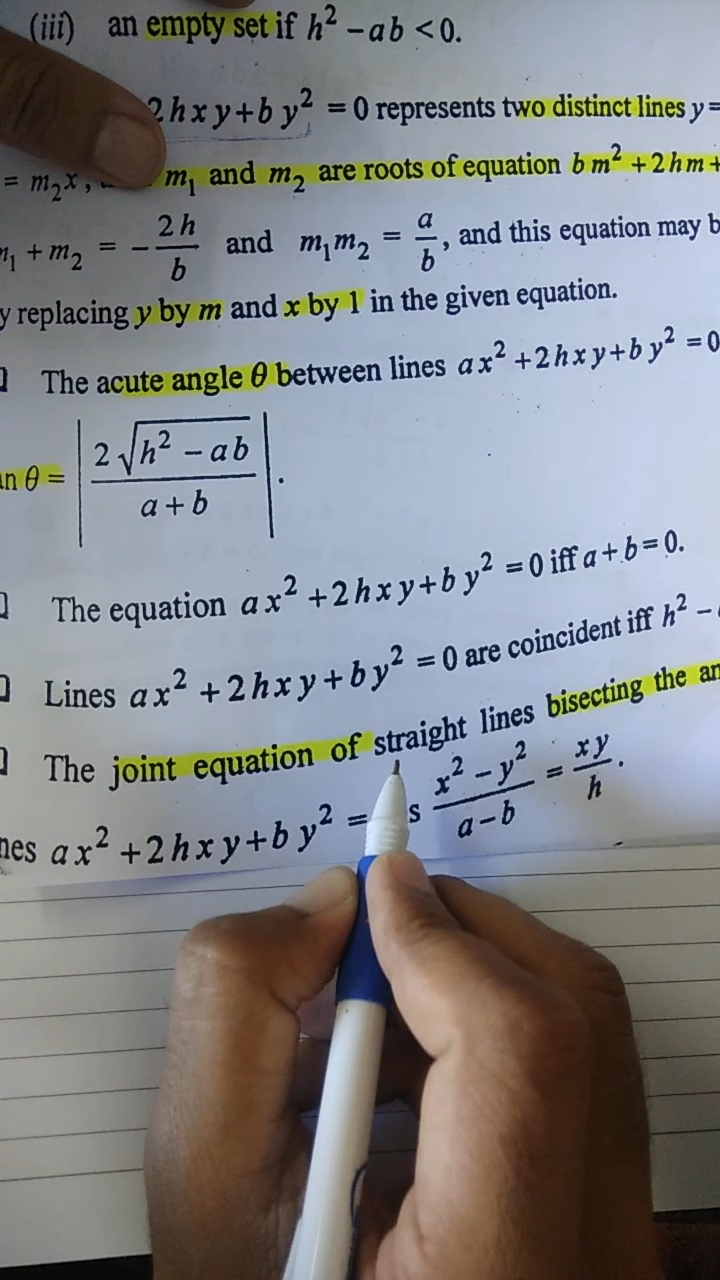 (iii) an empty set if h² – ab < 0.
2hxy + by² = 0 represents two distinct lines y =
= m₂x, m₁ and m₂ are roots of equation bm² + 2hm +
m₁ + m₂ = – 2h/b and m₁m₂ = a/b, and this equation may b
y replacing y by m and x by 1 in the given equation.
The acute angle θ between lines ax² + 2hxy + by² = 0
an θ = | 2√(h² – ab) / a + b |.
The equation ax² + 2hxy + by² = 0 iff a + b = 0.
Lines ax² + 2hxy + by² = 0 are coincident iff h² –
The joint equation of straight lines bisecting the an
nes ax² + 2hxy + by² = s x² – y² / a – b = xy / h.